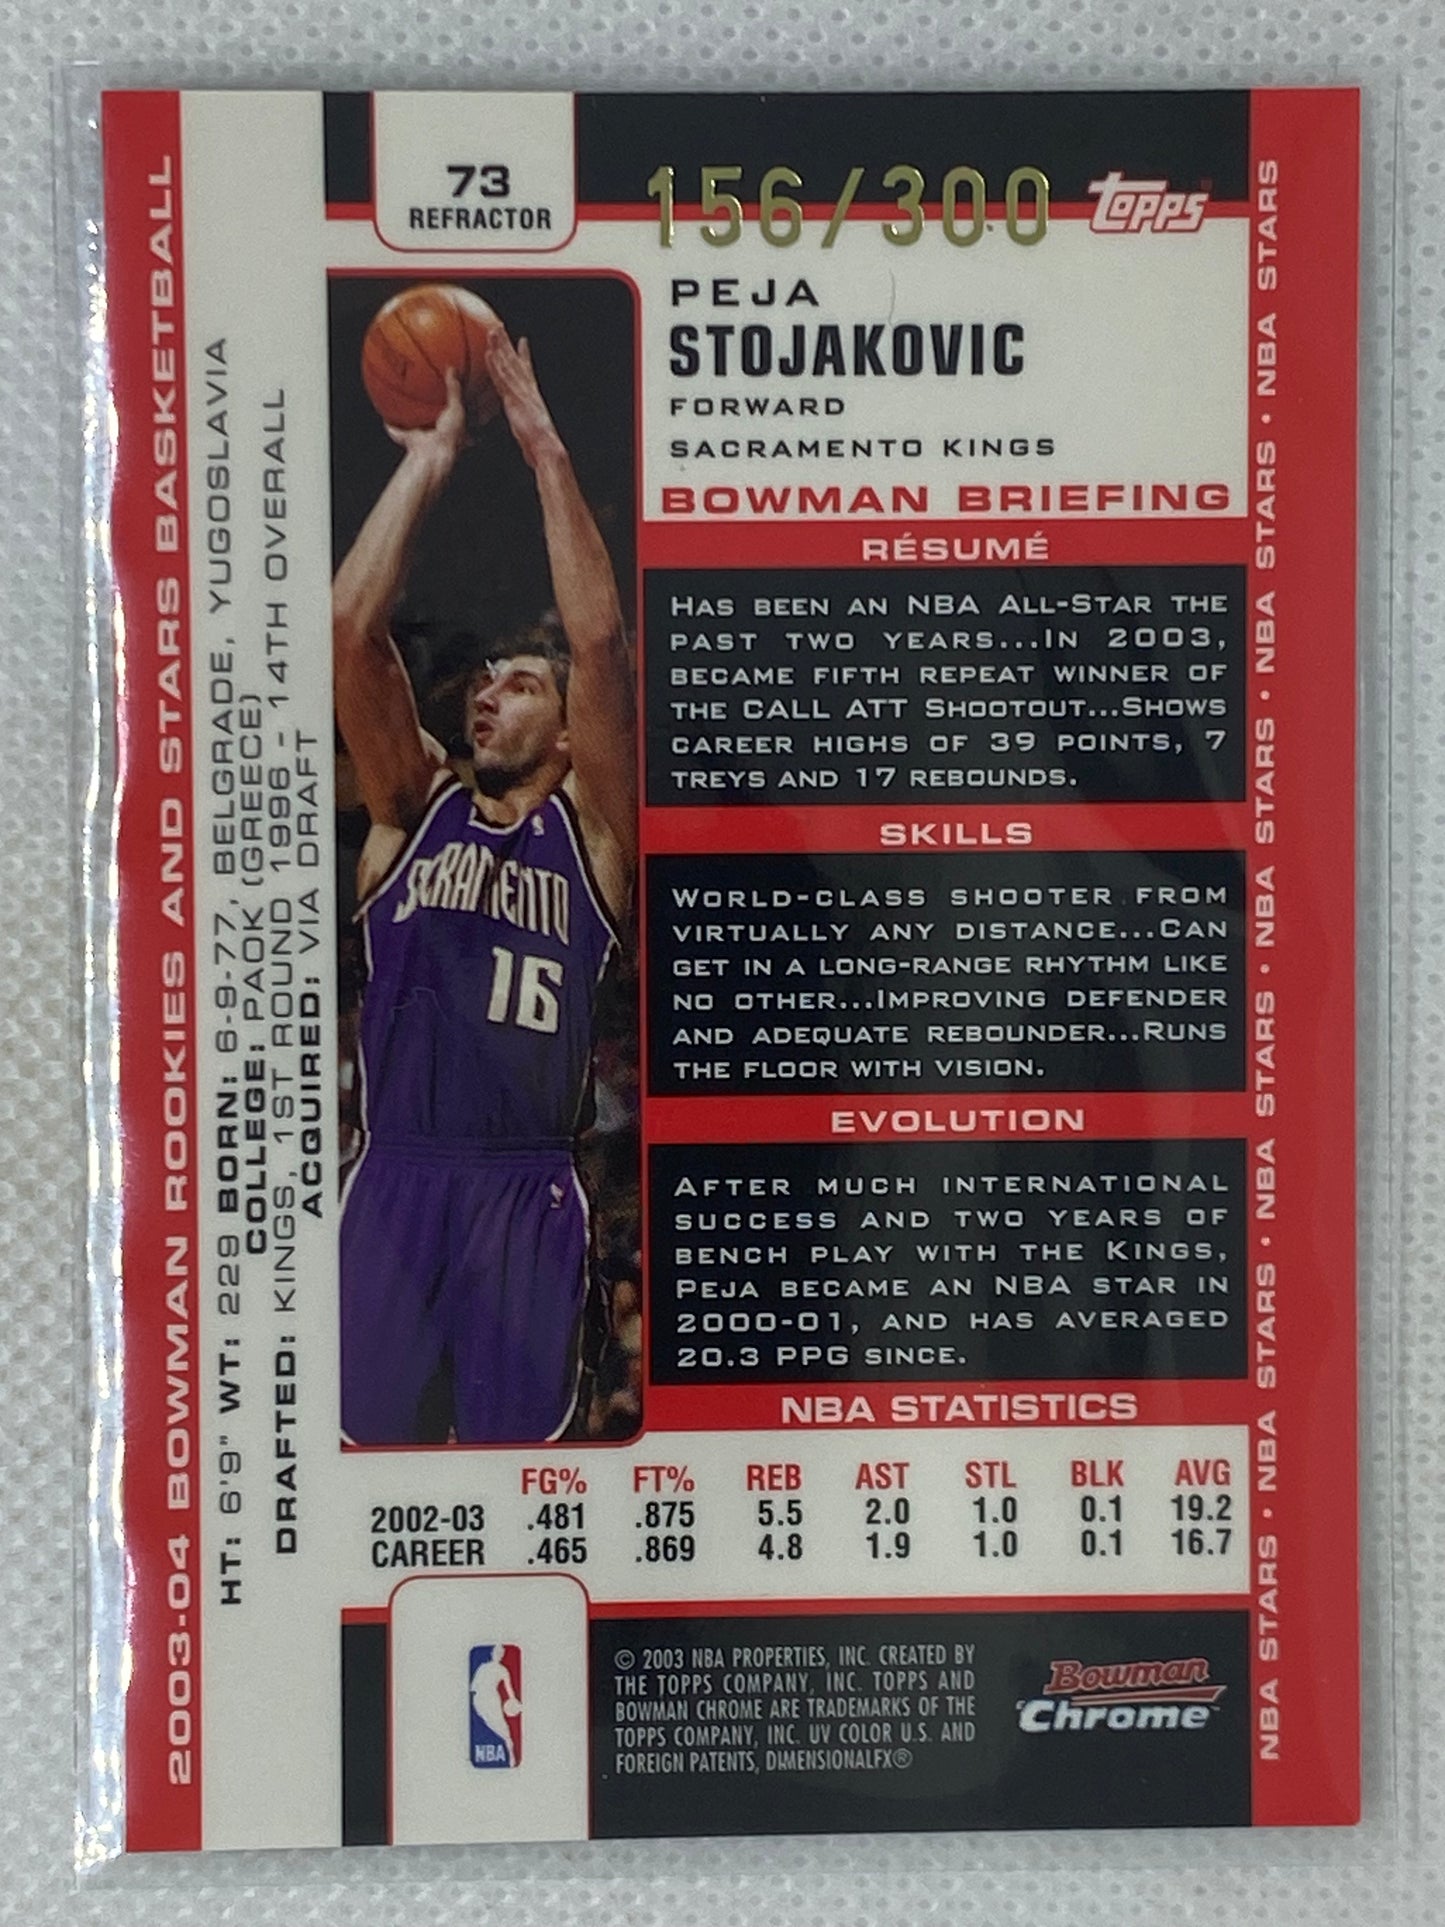 73
REFRACTOR
156/300
topps
PEJA
STOJAKOVIC
FORWARD
SACRAMENTO KINGS
BOWMAN BRIEFING
RÉSUMÉ
HAS BEEN AN NBA ALL-STAR THE
PAST TWO YEARS...IN 2003,
BECAME FIFTH REPEAT WINNER OF
THE CALL ATT SHOOTOUT...SHOWS
CAREER HIGHS OF 39 POINTS, 7
TREYS AND 17 REBOUNDS.
SKILLS
WORLD-CLASS SHOOTER FROM
VIRTUALLY ANY DISTANCE...CAN
GET IN A LONG-RANGE RHYTHM LIKE
NO OTHER...IMPROVING DEFENDER
AND ADEQUATE REBOUNDER...RUNS
THE FLOOR WITH VISION.
EVOLUTION
AFTER MUCH INTERNATIONAL
SUCCESS AND TWO YEARS OF
BENCH PLAY WITH THE KINGS,
PEJA BECAME AN NBA STAR IN
2000-01, AND HAS AVERAGED
20.3 PPG SINCE.
NBA STATISTICS
FG% FT% REB AST STL BLK AVG
2002-03 .481 .875 5.5 2.0 1.0 0.1 19.2
CAREER .465 .869 4.8 1.9 1.0 0.1 16.7
2003-04 BOWMAN ROOKIES AND STARS BASKETBALL
HT: 6'9" WT: 229 BORN: 6-9-77, BELGRADE, YUGOSLAVIA
COLLEGE: PAOK (GREECE)
DRAFTED: KINGS, 1ST ROUND 1996 - 14TH OVERALL
ACQUIRED: VIA DRAFT
SACRAMENTO
16
NBA STARS • NBA STARS • NBA STARS • NBA STARS • NBA STARS • NBA STARS
NBA
© 2003 NBA PROPERTIES, INC. CREATED BY
THE TOPPS COMPANY, INC. TOPPS AND
BOWMAN CHROME ARE TRADEMARKS OF THE
TOPPS COMPANY, INC. UV COLOR U.S. AND
FOREIGN PATENTS, DIMENSIONALFX®
Bowman
Chrome